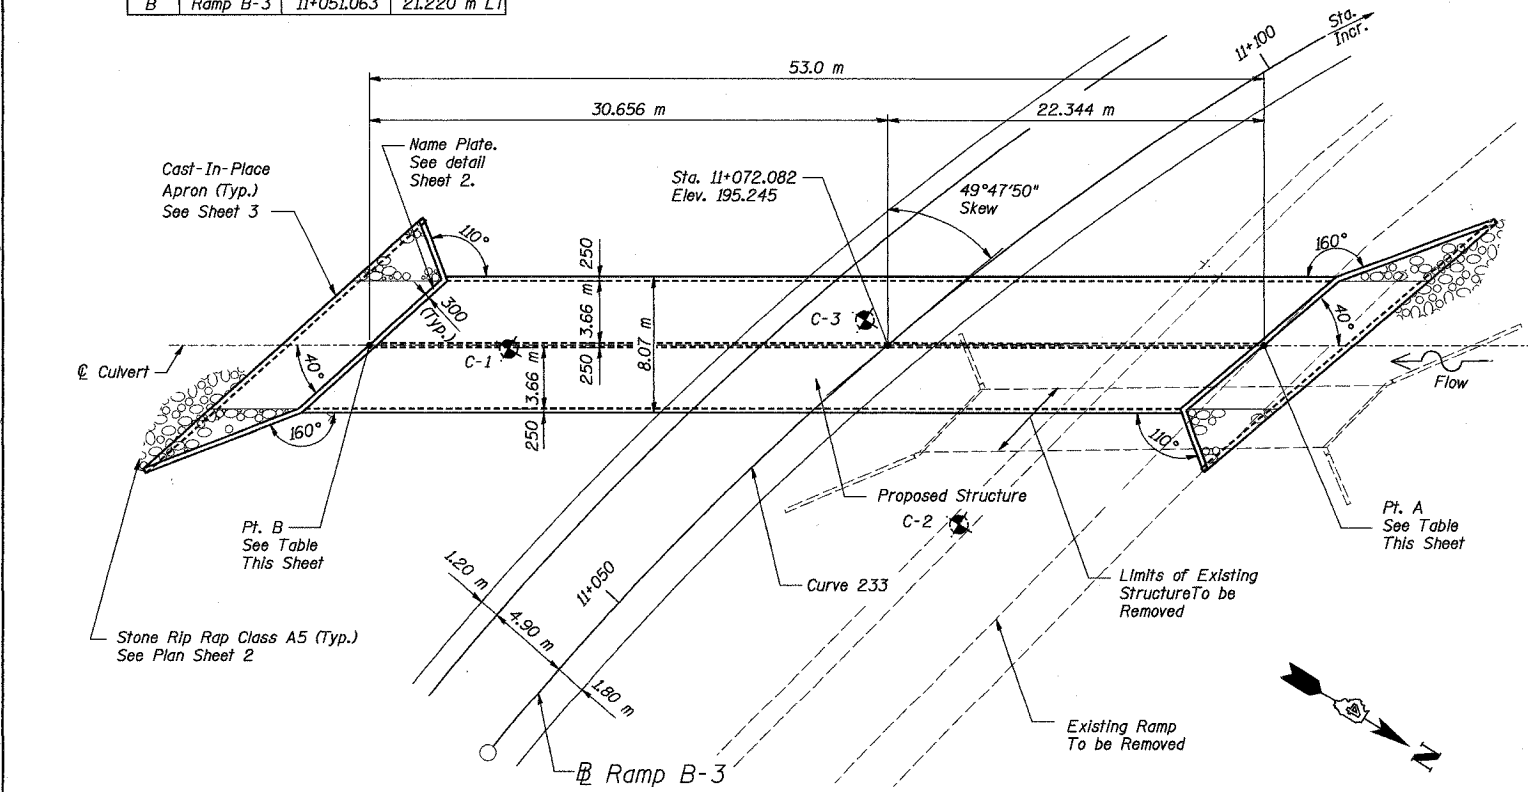 B Ramp B-3 11+051.063 21.220 m LT
Sta.
Incr.
11+100
53.0 m
30.656 m
22.344 m
Name Plate.
See detail
Sheet 2.
Cast-In-Place
Apron (Typ.)
See Sheet 3
Sta. 11+072.082
Elev. 195.245
49°47'50"
Skew
110°
250
160°
300
(Typ.)
3.66 m
C-3
40°
8.07 m
℄ Culvert
40°
C-1
250
3.66 m
Flow
160°
250
110°
Proposed Structure
C-2
Pt. B
See Table
This Sheet
Pt. A
See Table
This Sheet
1.20 m
11+050
Curve 233
Limits of Existing
StructureTo be
Removed
4.90 m
Stone Rip Rap Class A5 (Typ.)
See Plan Sheet 2
1.80 m
Existing Ramp
To be Removed
N
BL Ramp B-3